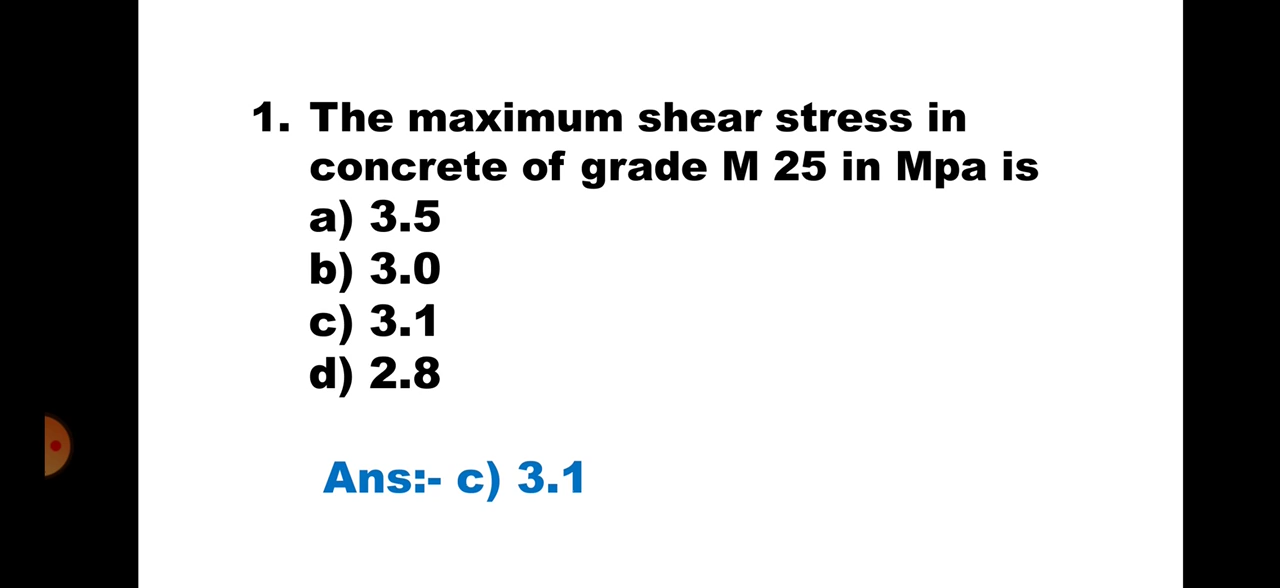 1. The maximum shear stress in
concrete of grade M 25 in Mpa is
a) 3.5
b) 3.0
c) 3.1
d) 2.8
Ans:- c) 3.1